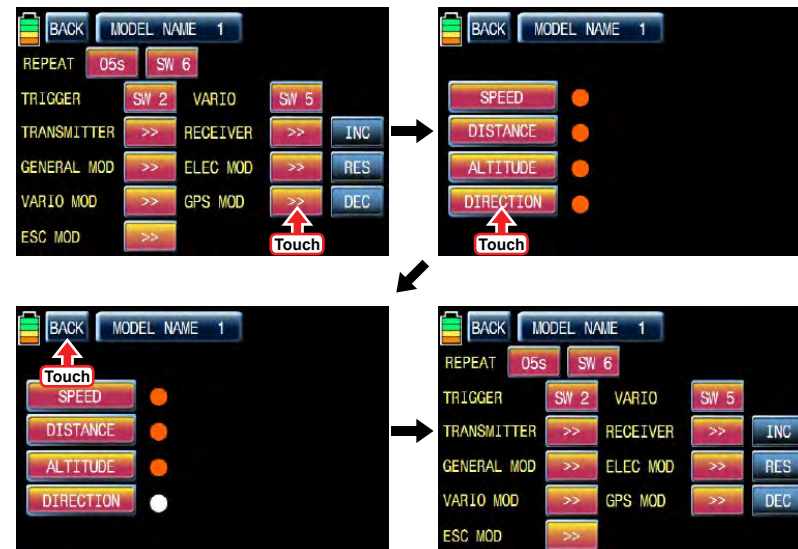 BACK MODEL NAME 1
REPEAT 05s SW 6
TRIGGER SW 2 VARIO SW 5
TRANSMITTER >> RECEIVER >> INC
GENERAL MOD >> ELEC MOD >> RES
VARIO MOD >> GPS MOD >> DEC
ESC MOD >> Touch
BACK MODEL NAME 1
SPEED
DISTANCE
ALTITUDE
DIRECTION
Touch
BACK MODEL NAME 1
Touch
SPEED
DISTANCE
ALTITUDE
DIRECTION
BACK MODEL NAME 1
REPEAT 05s SW 6
TRIGGER SW 2 VARIO SW 5
TRANSMITTER >> RECEIVER >> INC
GENERAL MOD >> ELEC MOD >> RES
VARIO MOD >> GPS MOD >> DEC
ESC MOD >>